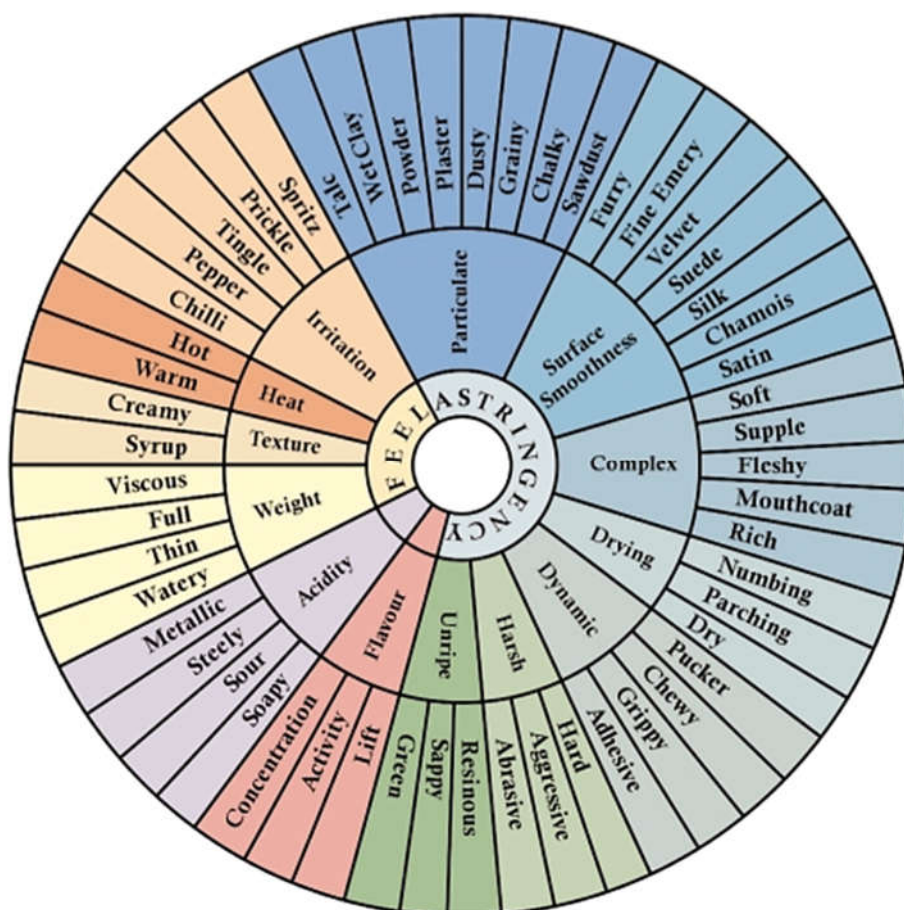 FEEL
ASTRINGENCY
Particulate
Surface
Smoothness
Complex
Drying
Dynamic
Harsh
Unripe
Flavour
Acidity
Weight
Texture
Heat
Irritation
Talc
Wet Clay
Powder
Plaster
Dusty
Grainy
Chalky
Sawdust
Furry
Fine Emery
Velvet
Suede
Silk
Chamois
Satin
Soft
Supple
Fleshy
Mouthcoat
Rich
Numbing
Parching
Dry
Pucker
Chewy
Grippy
Adhesive
Hard
Aggressive
Abrasive
Resinous
Sappy
Green
Lift
Activity
Concentration
Soapy
Sour
Steely
Metallic
Watery
Thin
Full
Viscous
Syrup
Creamy
Warm
Hot
Chilli
Pepper
Tingle
Prickle
Spritz